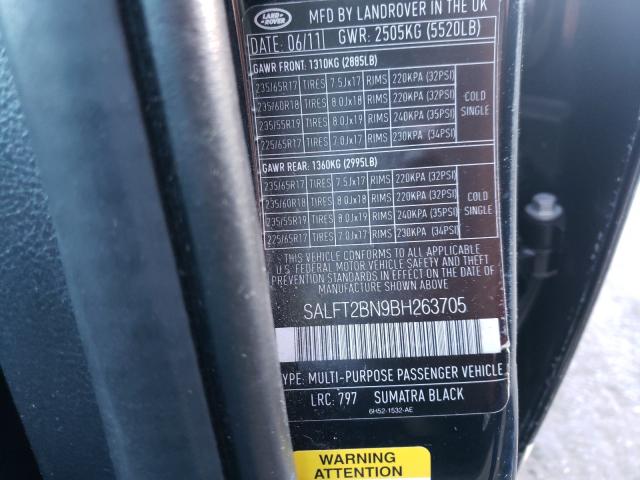 LAND ROVER
MFD BY LANDROVER IN THE UK
DATE: 06/11 GWR: 2505KG (5520LB)
GAWR FRONT: 1310KG (2885LB)
235/65R17 TIRES 7.5Jx17 RIMS 220KPA (32PSI)
235/60R18 TIRES 8.0Jx18 RIMS 220KPA (32PSI)
235/55R19 TIRES 8.0Jx19 RIMS 240KPA (35PSI)
225/65R17 TIRES 7.0Jx17 RIMS 230KPA (34PSI)
COLD
SINGLE
GAWR REAR: 1360KG (2995LB)
235/65R17 TIRES 7.5Jx17 RIMS 220KPA (32PSI)
235/60R18 TIRES 8.0Jx18 RIMS 220KPA (32PSI)
235/55R19 TIRES 8.0Jx19 RIMS 240KPA (35PSI)
225/65R17 TIRES 7.0Jx17 RIMS 230KPA (34PSI)
COLD
SINGLE
THIS VEHICLE CONFORMS TO ALL APPLICABLE
U.S FEDERAL MOTOR VEHICLE SAFETY AND THEFT
PREVENTION STANDARDS IN EFFECT ON THE DATE OF
MANUFACTURE SHOWN ABOVE
SALFT2BN9BH263705
TYPE: MULTI-PURPOSE PASSENGER VEHICLE
LRC: 797 SUMATRA BLACK
6H52-1532-AE
WARNING
ATTENTION